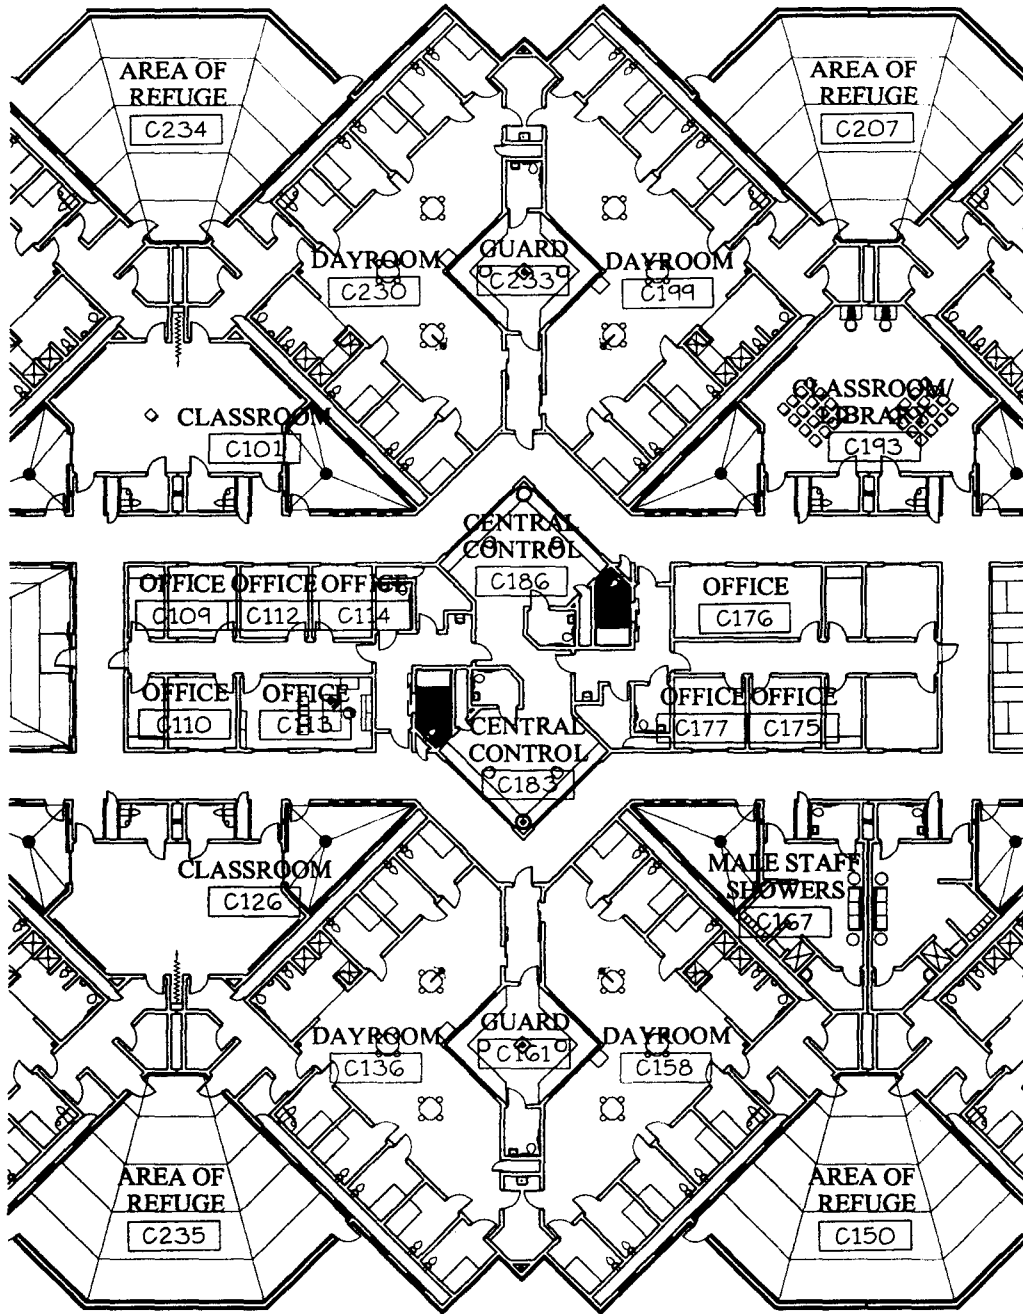 AREA OF
REFUGE
C234
AREA OF
REFUGE
C207
DAYROOM
C230
GUARD
C233
DAYROOM
C199
CLASSROOM
C101
CLASSROOM/
LIBRARY
C193
CENTRAL
CONTROL
C186
OFFICE
C109
OFFICE
C112
OFFICE
C114
OFFICE
C176
OFFICE
C110
OFFICE
C113
CENTRAL
CONTROL
C183
OFFICE
C177
OFFICE
C175
CLASSROOM
C126
MALE STAFF
SHOWERS
C167
DAYROOM
C136
GUARD
C161
DAYROOM
C158
AREA OF
REFUGE
C235
AREA OF
REFUGE
C150